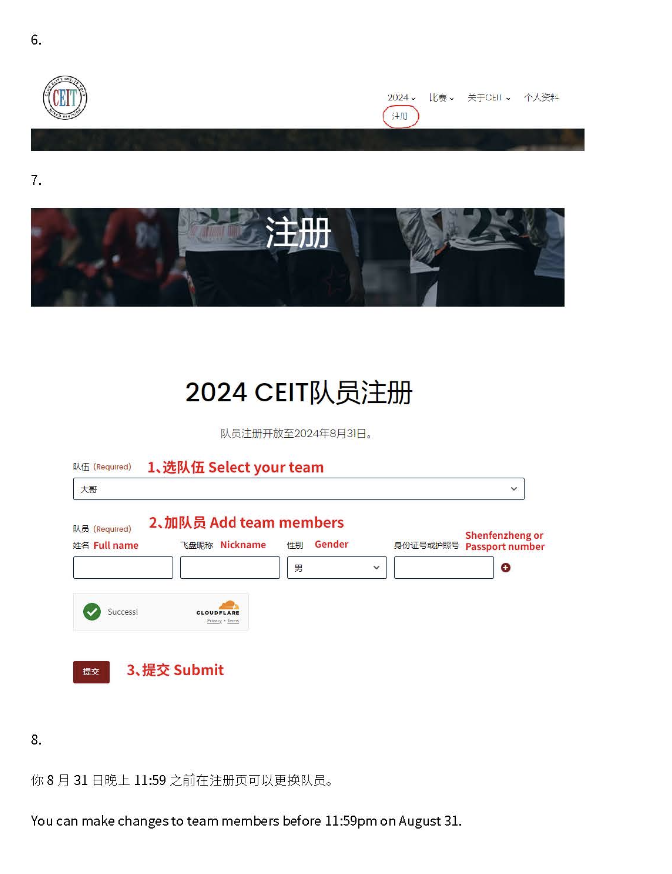 6.
CEIT
2024 比赛 关于CEIT 个人资料
注册
7.
注册
2024 CEIT队员注册
队员注册开放至2024年8月31日。
队伍 (Required) 1、选队伍 Select your team
大哥
队员 (Required) 2、加队员 Add team members
姓名 Full name 飞盘昵称 Nickname 性别 Gender 身份证号或护照号 Shenfenzheng or
Passport number
男
Success!
CLOUDFLARE
Privacy • Terms
提交 3、提交 Submit
8.
你 8 月 31 日晚上 11:59 之前在注册页可以更换队员。
You can make changes to team members before 11:59pm on August 31.